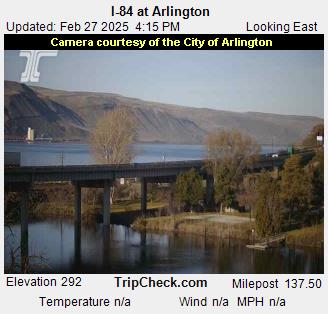 I-84 at Arlington
Updated: Feb 27 2025 4:15 PM Looking East
Camera courtesy of the City of Arlington
Elevation 292 TripCheck.com Milepost 137.50
Temperature n/a Wind n/a MPH n/a